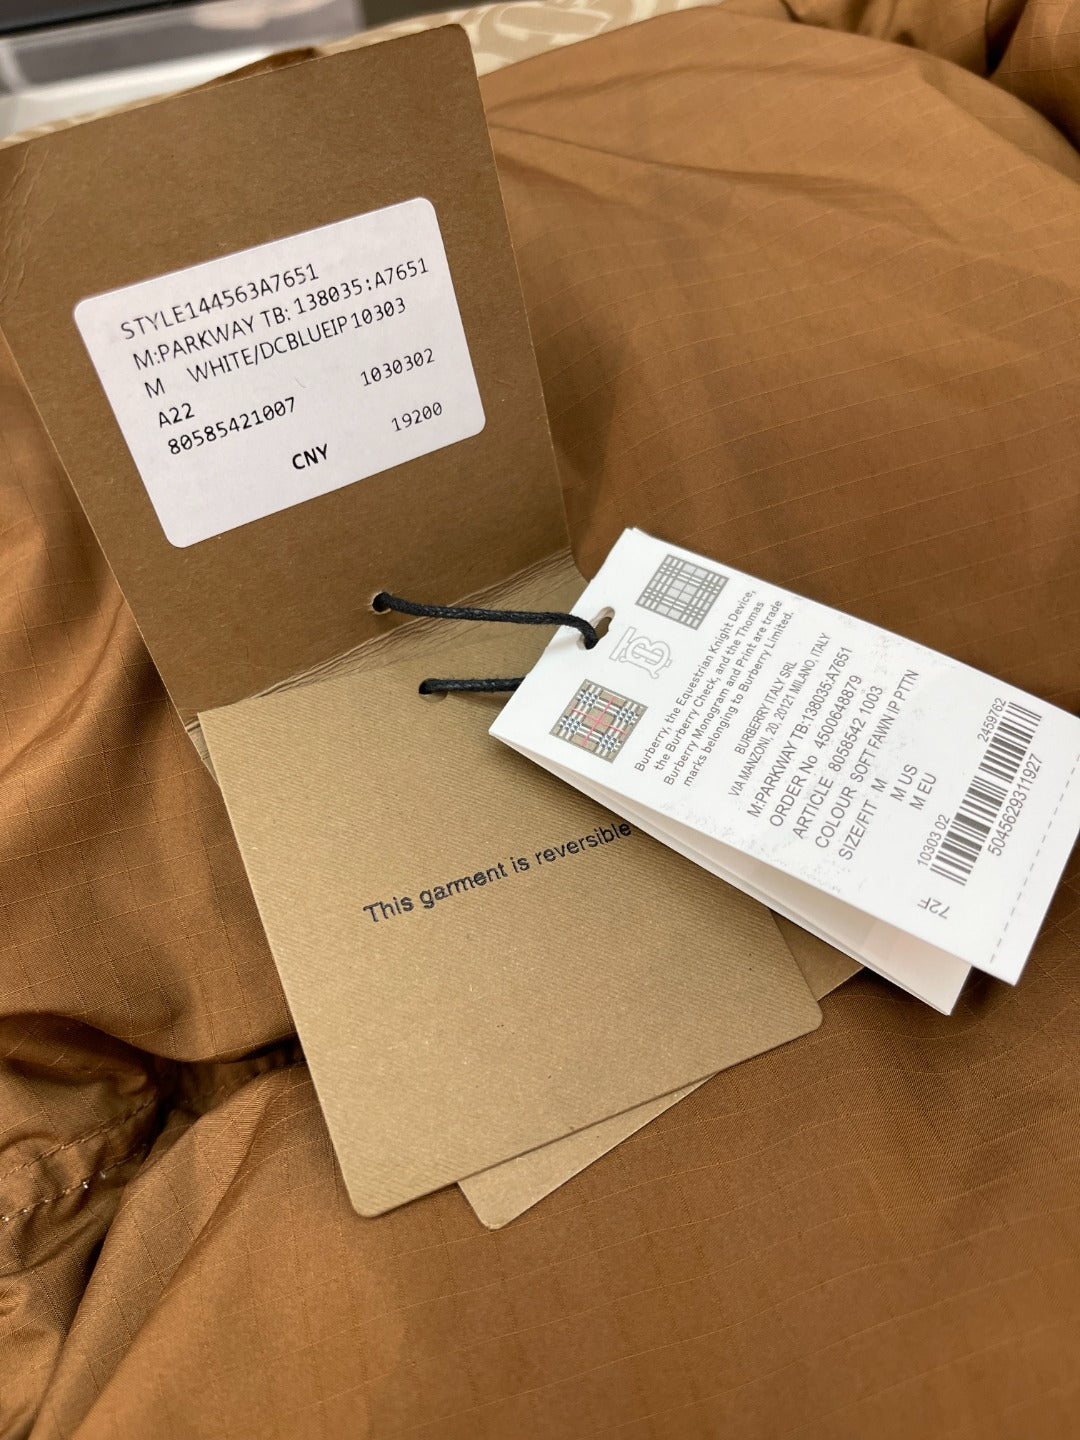 STYLE144563A7651
M:PARKWAY TB: 138035:A7651
M WHITE/DCBLUEIP10303
A22 1030302
80585421007
19200
CNY
This garment is reversible
TB
Burberry, the Equestrian Knight Device,
the Burberry Check, and the Thomas
Burberry Monogram and Print are trade
marks belonging to Burberry Limited.
BURBERRY ITALY SRL
VIA MANZONI, 20, 20121 MILANO, ITALY
M:PARKWAY TB:138035:A7651
ORDER No 4500648879
ARTICLE 8058542 1003
COLOUR SOFT FAWN IP PTTN
SIZE/FIT M
M US
M EU
10303 02 2459762
5045629311927
72F